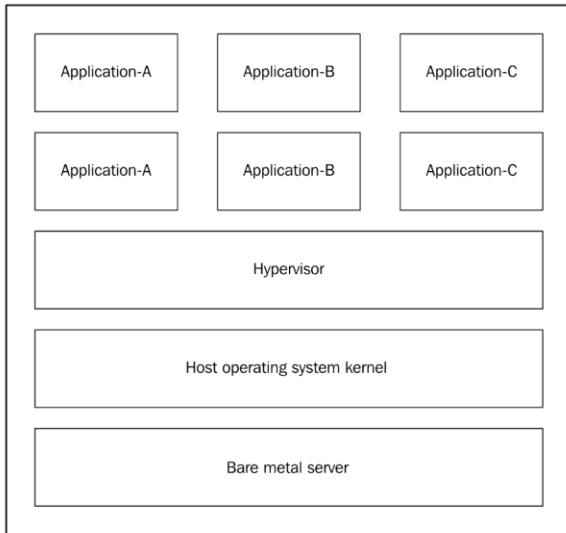 Application-A Application-B Application-C
Application-A Application-B Application-C
Hypervisor
Host operating system kernel
Bare metal server